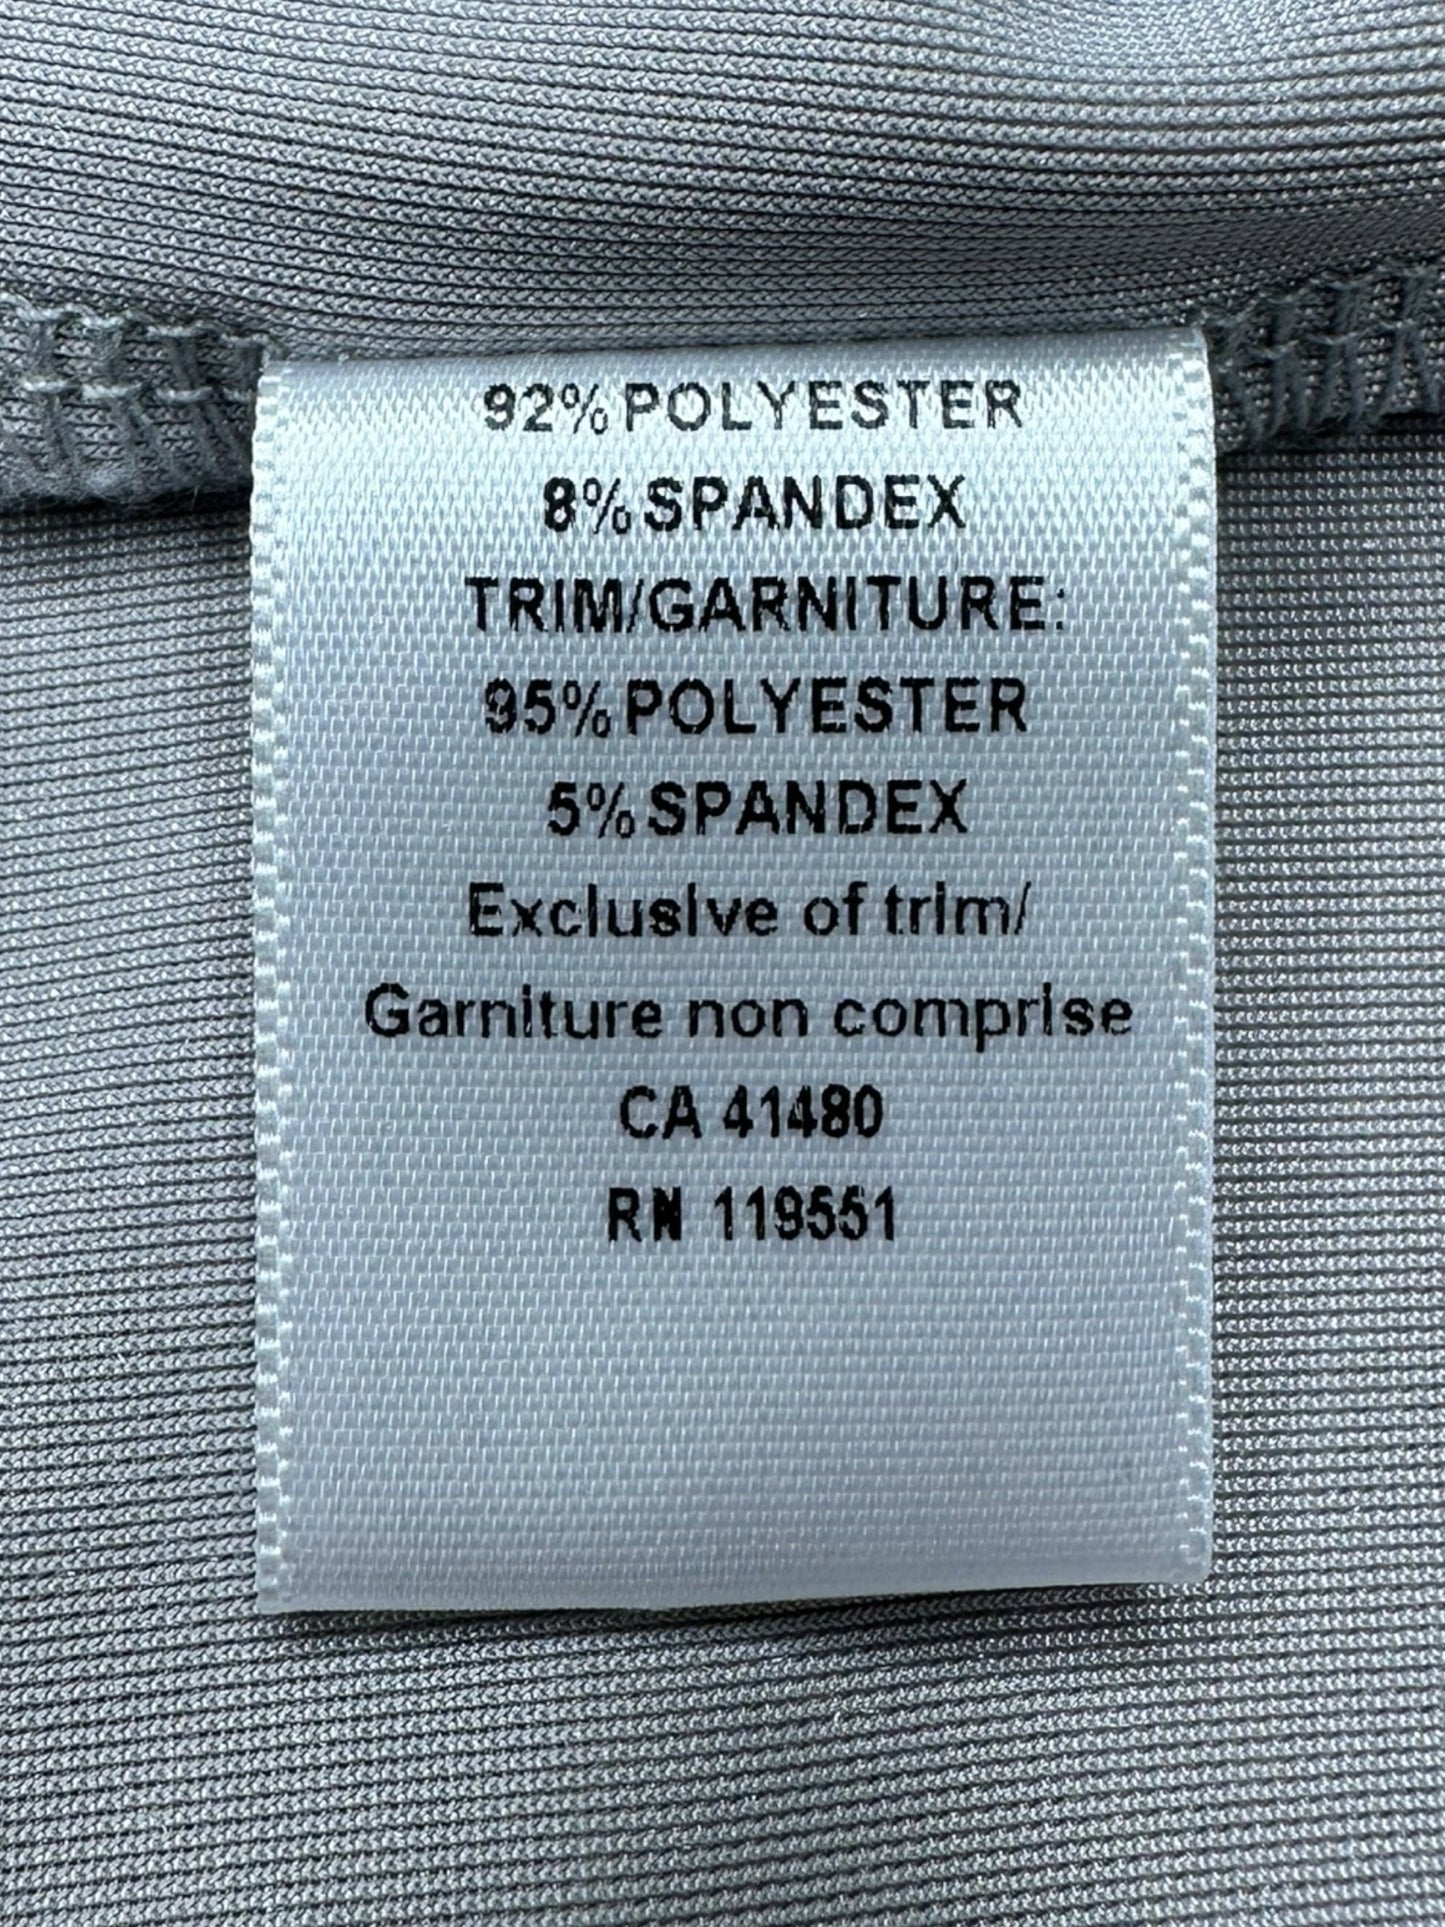 92% POLYESTER
8% SPANDEX
TRIM/GARNITURE:
95% POLYESTER
5% SPANDEX
Exclusive of trim/
Garniture non comprise
CA 41480
RN 119551